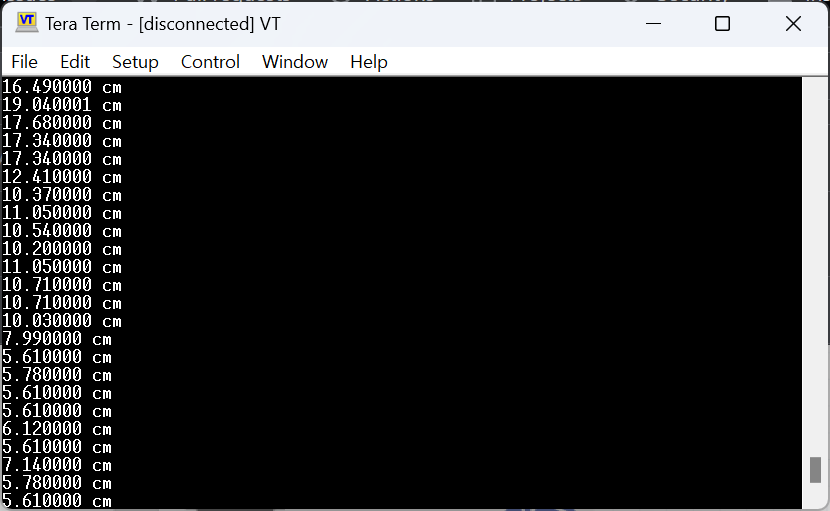 VT Tera Term - [disconnected] VT
File Edit Setup Control Window Help
16.490000 cm
19.040001 cm
17.680000 cm
17.340000 cm
17.340000 cm
12.410000 cm
10.370000 cm
11.050000 cm
10.540000 cm
10.200000 cm
11.050000 cm
10.710000 cm
10.710000 cm
10.030000 cm
7.990000 cm
5.610000 cm
5.780000 cm
5.610000 cm
5.610000 cm
6.120000 cm
5.610000 cm
7.140000 cm
5.780000 cm
5.610000 cm